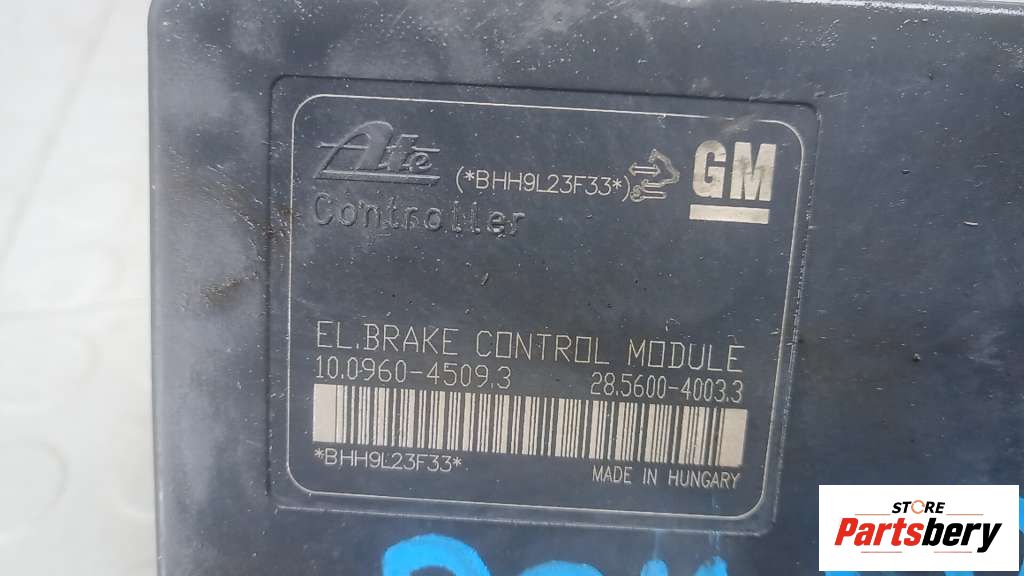 Ate
(*BHH9L23F33*)
GM
Controller
EL.BRAKE CONTROL MODULE
10.0960-4509.3 28.5600-4003.3
*BHH9L23F33*
MADE IN HUNGARY
STORE
Partsbery